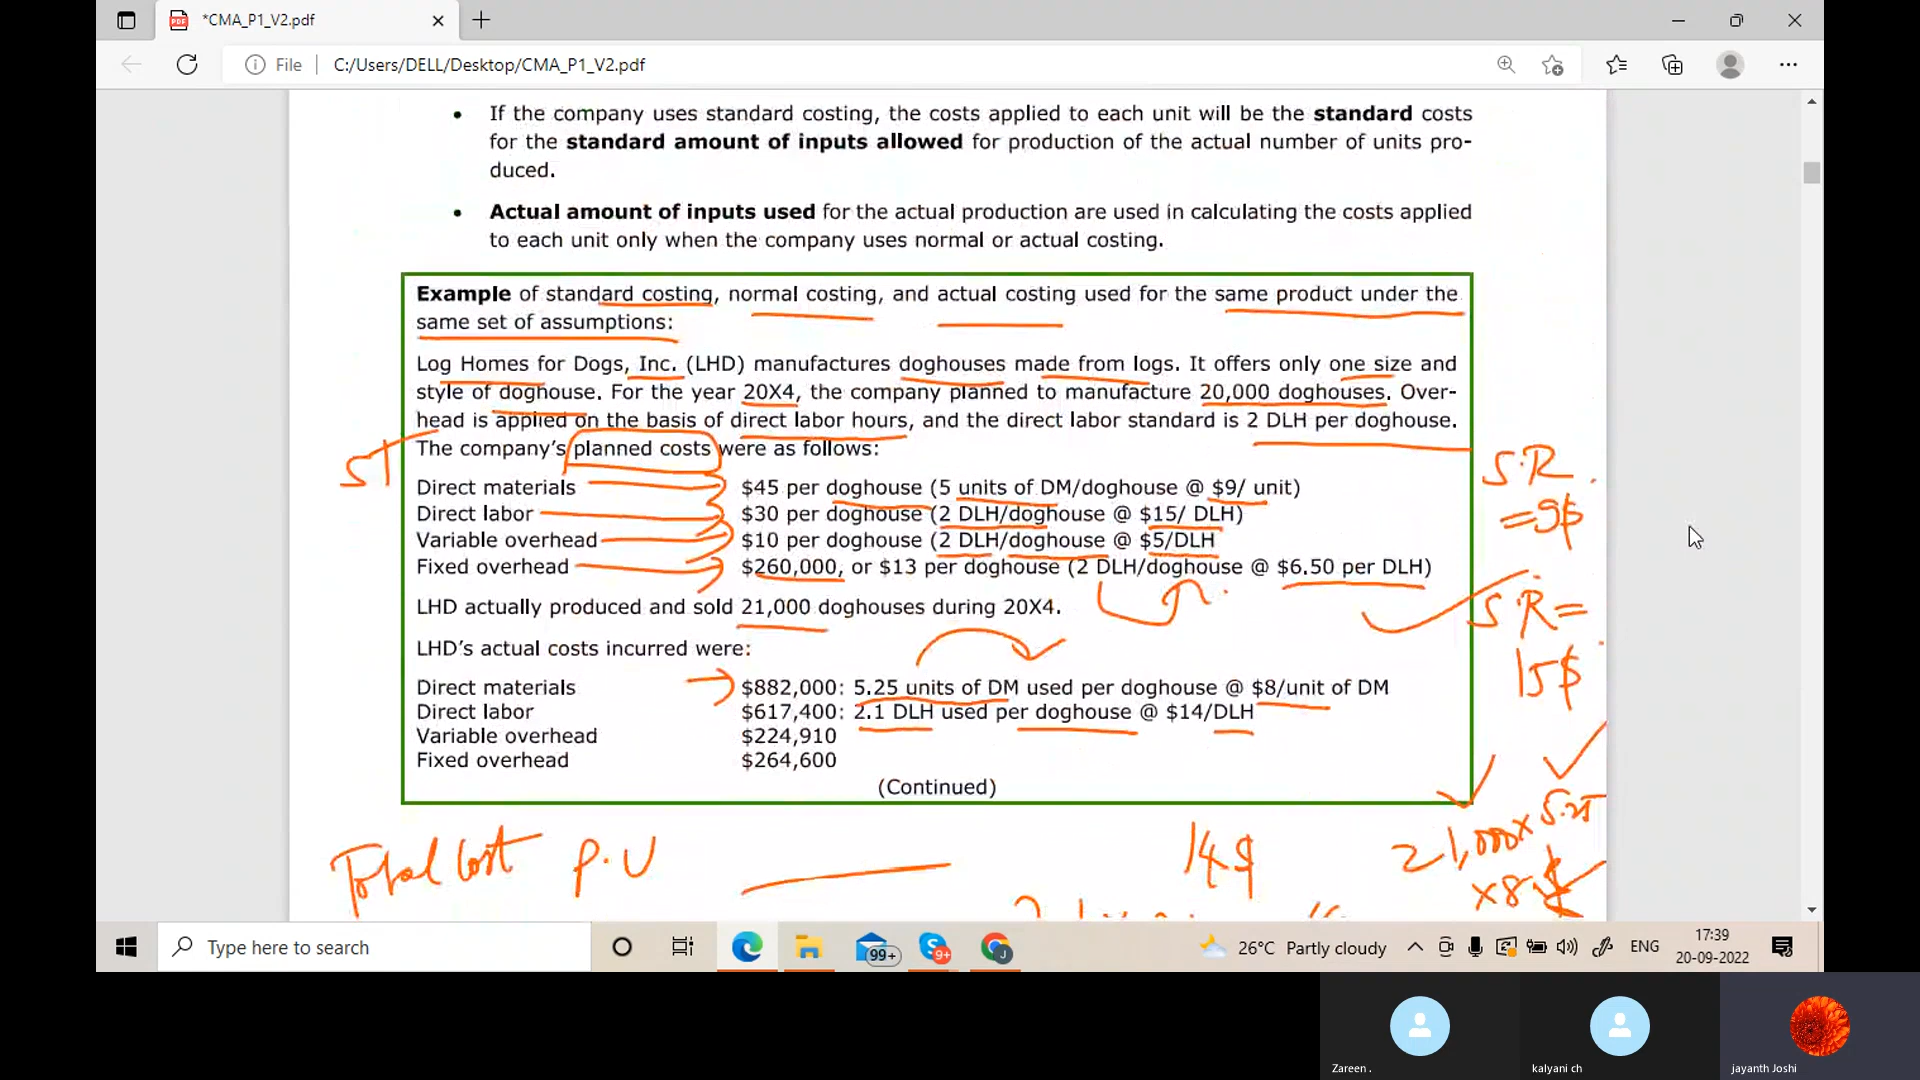 *CMA_P1_V2.pdf
File | C:/Users/DELL/Desktop/CMA_P1_V2.pdf
• If the company uses standard costing, the costs applied to each unit will be the standard costs
for the standard amount of inputs allowed for production of the actual number of units pro-
duced.
• Actual amount of inputs used for the actual production are used in calculating the costs applied
to each unit only when the company uses normal or actual costing.
Example of standard costing, normal costing, and actual costing used for the same product under the
same set of assumptions:
Log Homes for Dogs, Inc. (LHD) manufactures doghouses made from logs. It offers only one size and
style of doghouse. For the year 20X4, the company planned to manufacture 20,000 doghouses. Over-
head is applied on the basis of direct labor hours, and the direct labor standard is 2 DLH per doghouse.
The company's planned costs were as follows:
ST
Direct materials $45 per doghouse (5 units of DM/doghouse @ $9/ unit)
Direct labor $30 per doghouse (2 DLH/doghouse @ $15/ DLH)
Variable overhead $10 per doghouse (2 DLH/doghouse @ $5/DLH
Fixed overhead $260,000, or $13 per doghouse (2 DLH/doghouse @ $6.50 per DLH)
S.R
=9$
LHD actually produced and sold 21,000 doghouses during 20X4.
S.R=
15$
LHD's actual costs incurred were:
Direct materials $882,000: 5.25 units of DM used per doghouse @ $8/unit of DM
Direct labor $617,400: 2.1 DLH used per doghouse @ $14/DLH
Variable overhead $224,910
Fixed overhead $264,600
(Continued)
Total Cost P.U
14$
21,000 x 5.25
x8
Type here to search
99+
9+
J
26°C Partly cloudy
ENG
17:39
20-09-2022
Zareen .
kalyani ch
jayanth Joshi